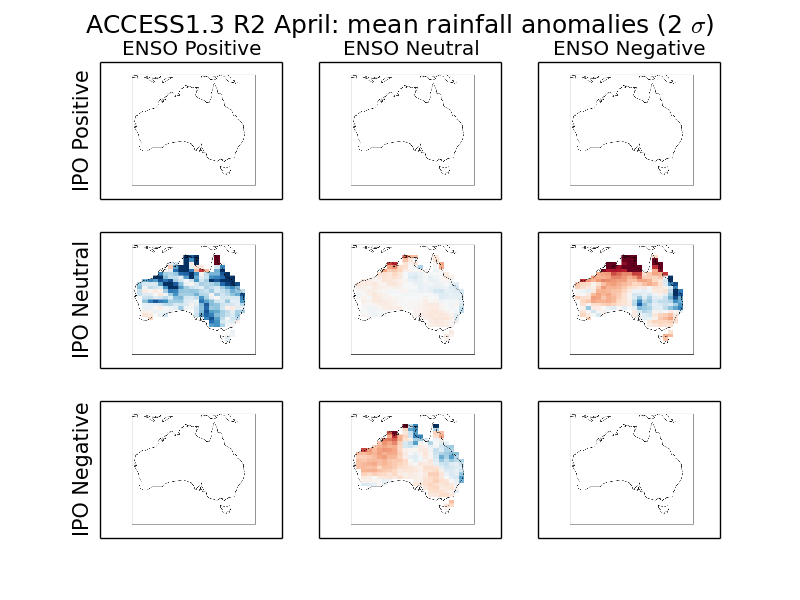 ACCESS1.3 R2 April: mean rainfall anomalies (2 σ)
ENSO Positive
ENSO Neutral
ENSO Negative
IPO Positive
IPO Neutral
IPO Negative